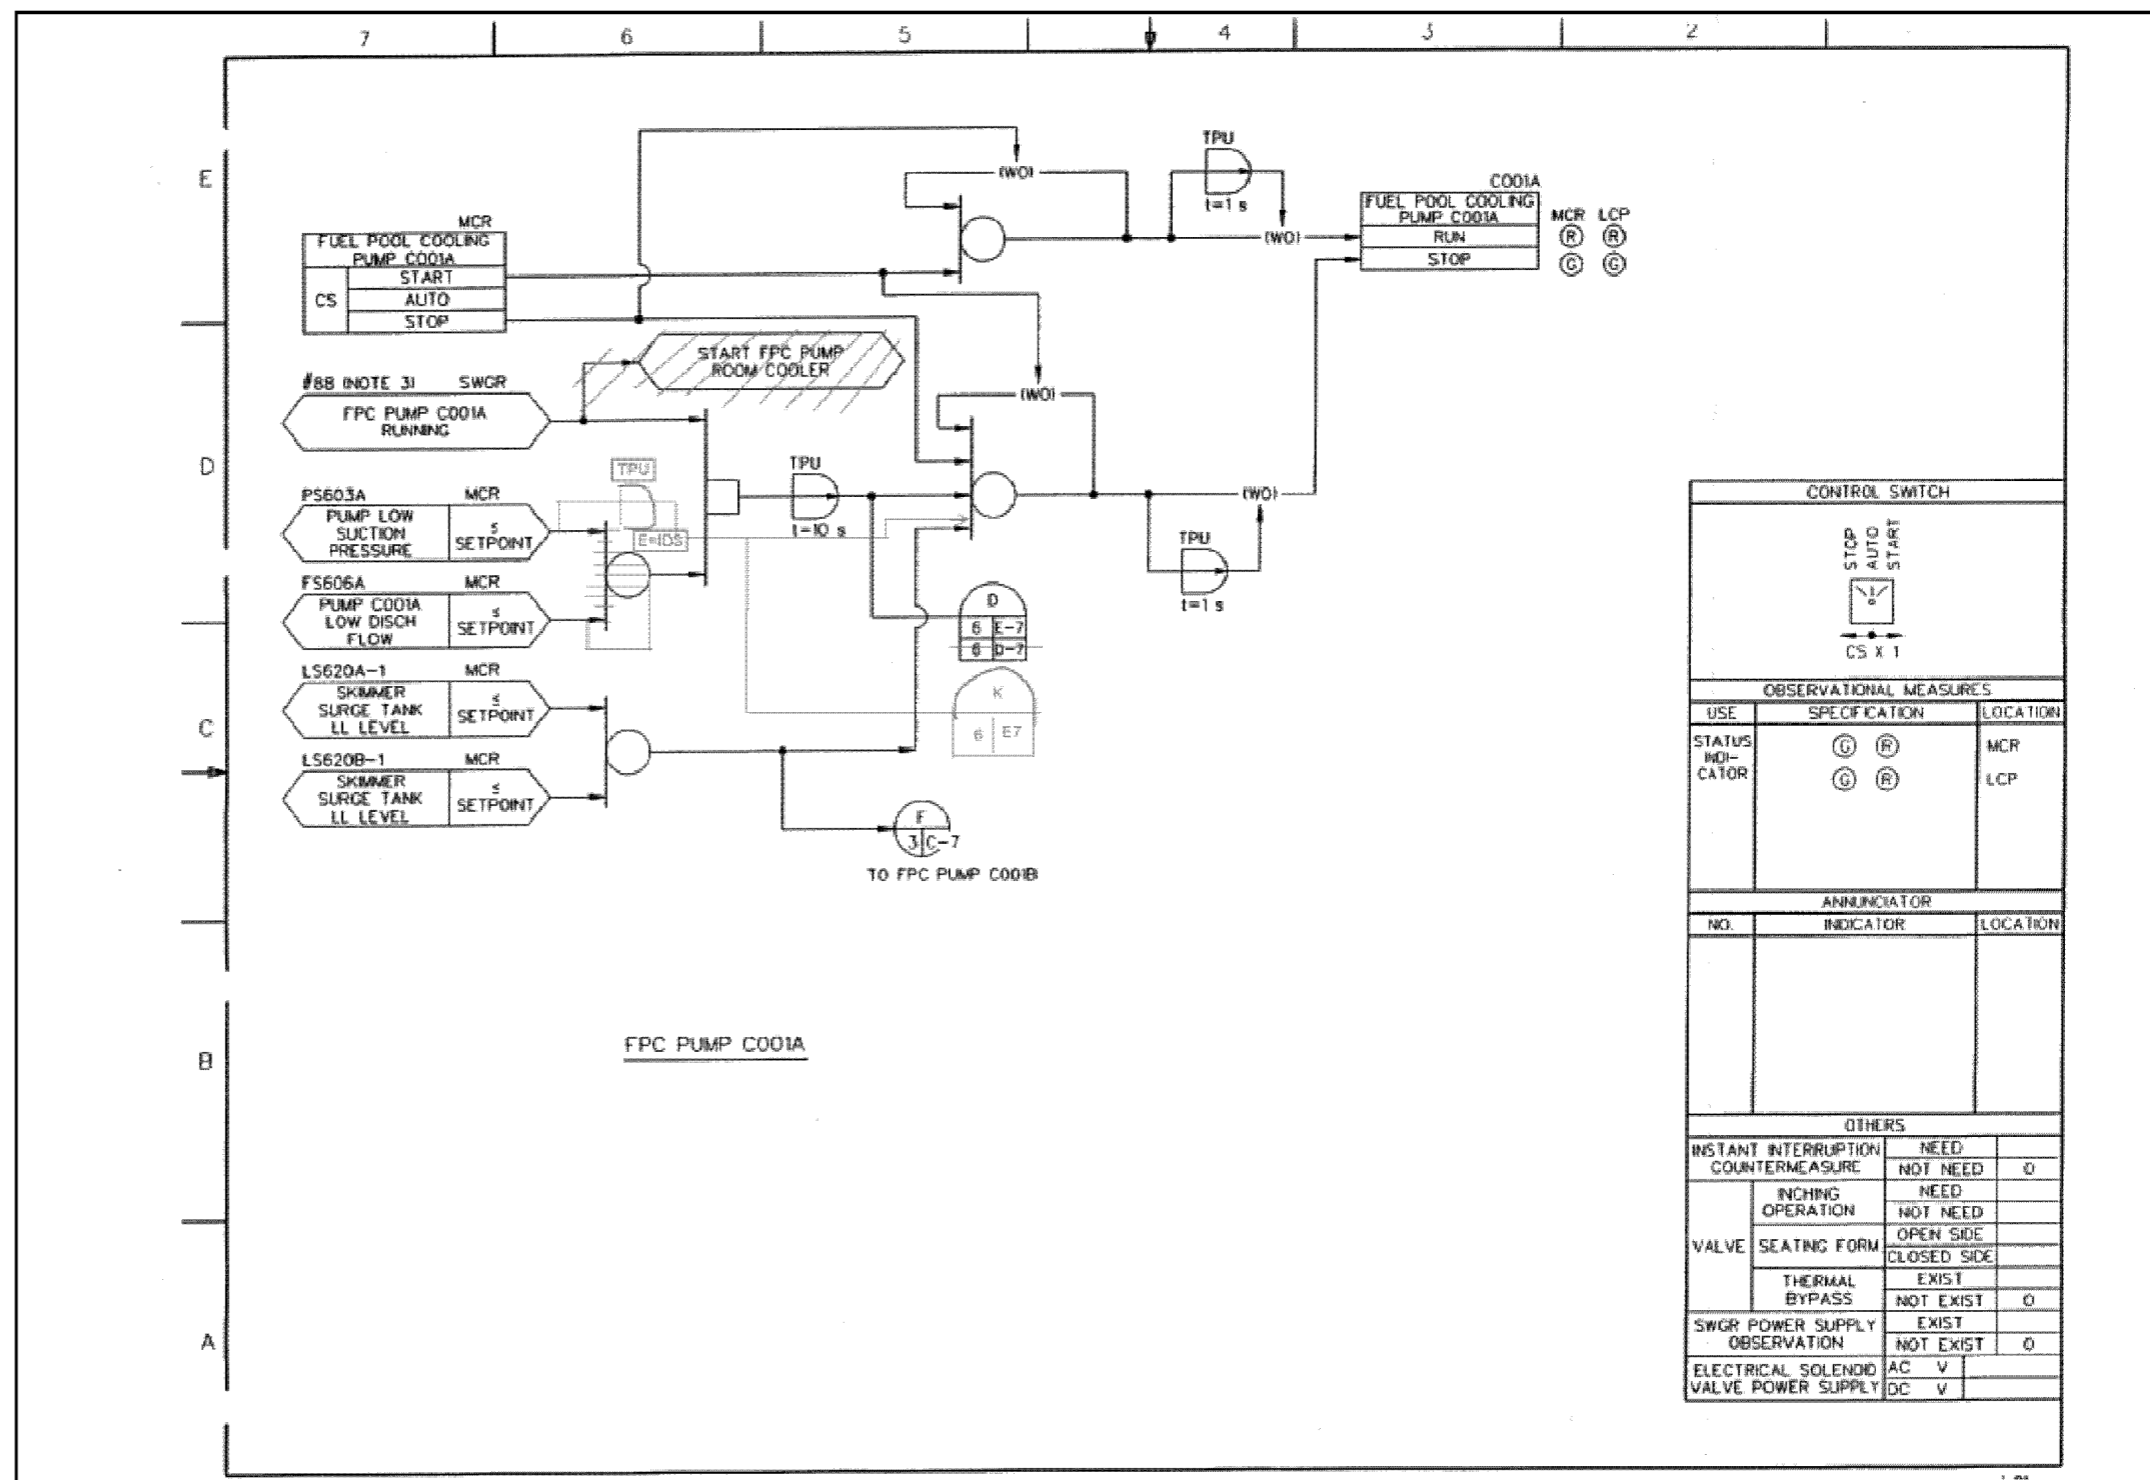 7 6 5 4 3 2
E
D
C
B
A
MCR
FUEL POOL COOLING
PUMP C001A
CS
START
AUTO
STOP
(WO)
TPU
t=1 s
(WO)
C001A
FUEL POOL COOLING
PUMP C001A
RUN
STOP
MCR LCP
R R
G G
START FPC PUMP
ROOM COOLER
#88 (NOTE 3) SWGR
FPC PUMP C001A
RUNNING
(WO)
TPU
TPU
t=10 s
(WO)
TPU
t=1 s
PS603A MCR
PUMP LOW
SUCTION
PRESSURE
≤
SETPOINT
FS606A MCR
PUMP C001A
LOW DISCH
FLOW
≤
SETPOINT
D
6 E-7
6 D-7
K
6 E7
LS620A-1 MCR
SKIMMER
SURGE TANK
LL LEVEL
≤
SETPOINT
LS620B-1 MCR
SKIMMER
SURGE TANK
LL LEVEL
≤
SETPOINT
F
3 C-7
TO FPC PUMP C001B
FPC PUMP C001A
CONTROL SWITCH
STOP
AUTO
START
CS X 1
OBSERVATIONAL MEASURES
USE SPECIFICATION LOCATION
STATUS
INDI-
CATOR
G R MCR
G R LCP
ANNUNCIATOR
NO. INDICATOR LOCATION
OTHERS
INSTANT INTERRUPTION
COUNTERMEASURE
NEED
NOT NEED O
VALVE
INCHING
OPERATION
NEED
NOT NEED
SEATING FORM
OPEN SIDE
CLOSED SIDE
THERMAL
BYPASS
EXIST
NOT EXIST O
SWGR POWER SUPPLY
OBSERVATION
EXIST
NOT EXIST O
ELECTRICAL SOLENOID
VALVE POWER SUPPLY
AC V
DC V